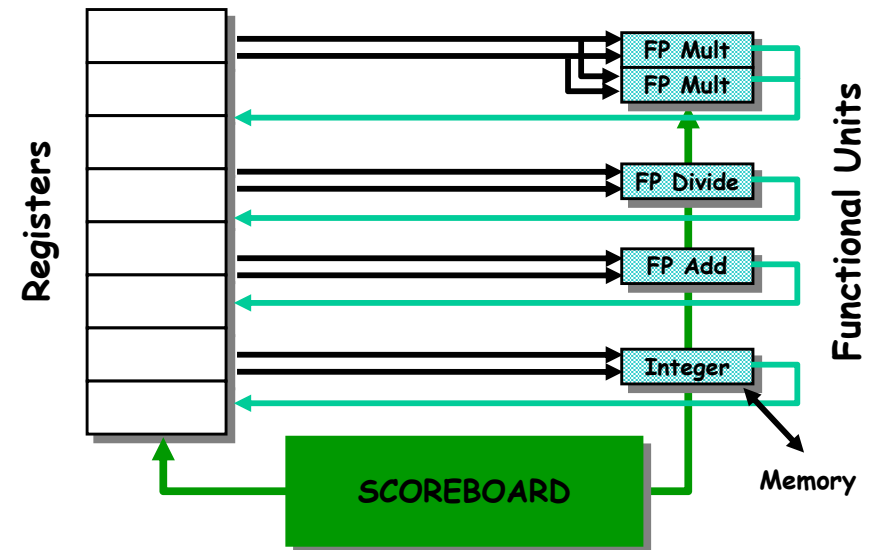 Registers
FP Mult
FP Mult
FP Divide
FP Add
Integer
Functional Units
SCOREBOARD
Memory